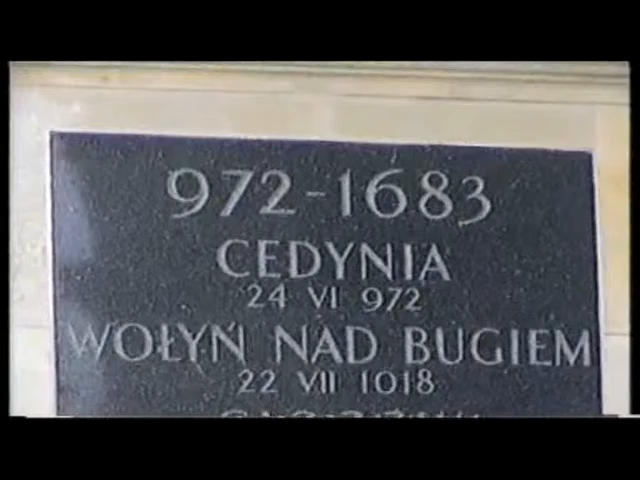 972-1683
CEDYNIA
24 VI 972
WOŁYŃ NAD BUGIEM
22 VII 1018